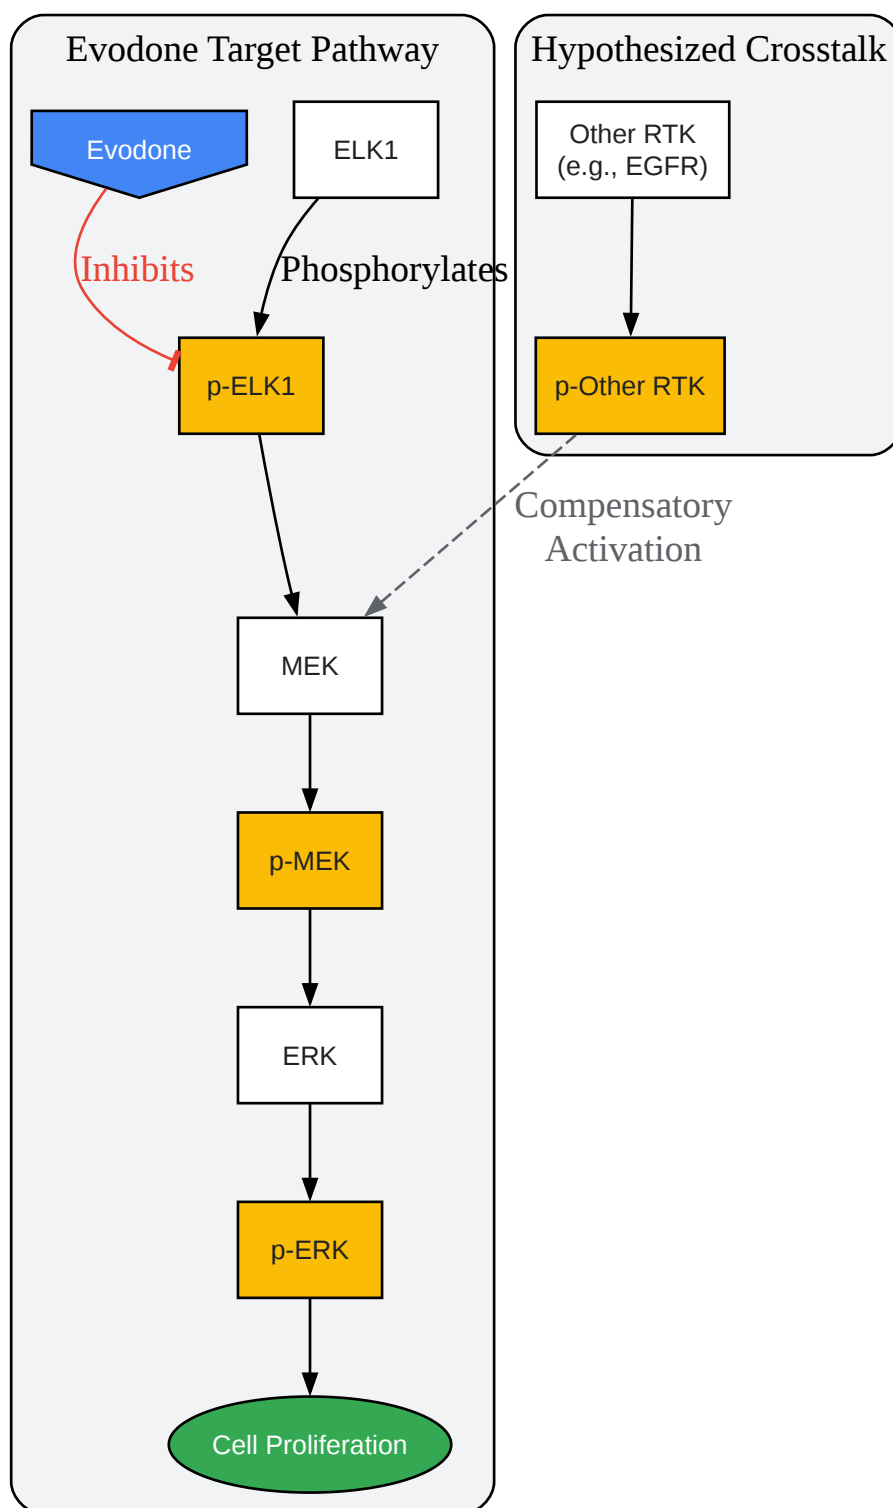 Evodone Target Pathway
Hypothesized Crosstalk
Evodone
ELK1
Other RTK
(e.g., EGFR)
Inhibits
Phosphorylates
p-ELK1
p-Other RTK
Compensatory
Activation
MEK
p-MEK
ERK
p-ERK
Cell Proliferation